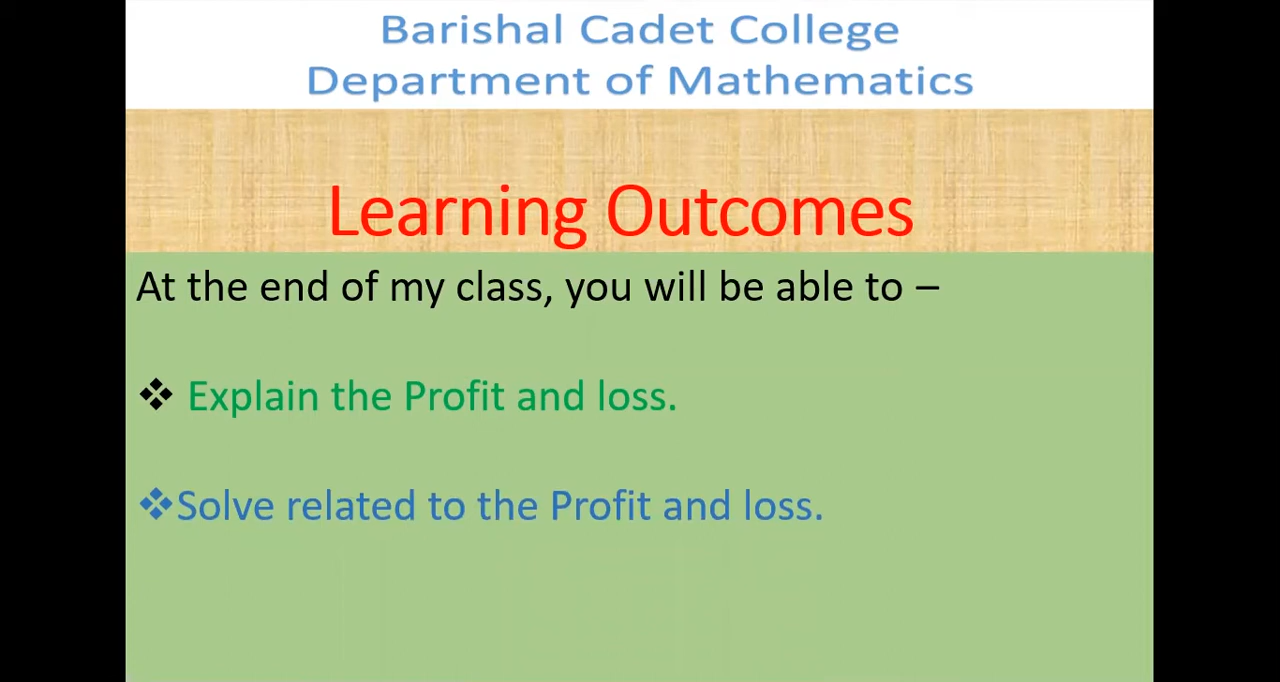 Barishal Cadet College
Department of Mathematics
Learning Outcomes
At the end of my class, you will be able to –
❖ Explain the Profit and loss.
❖Solve related to the Profit and loss.